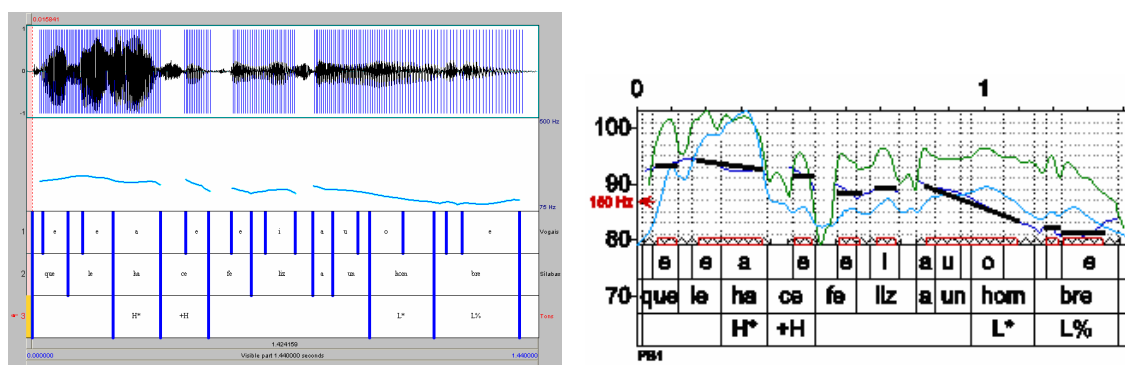 0.015941
1
0
-1
500 Hz
75 Hz
1 e e a e e i a u o e Vogais
2 que le ha ce fe liz a un hom bre Sílabas
3 H* +H L* L% Tons
1.424159
0.000000 Visible part 1.440000 seconds 1.440000
0 1
100
90
160 Hz
80
e e a e e i a u o e
70 que le ha ce fe liz a un hom bre
H* +H L* L%
PB1